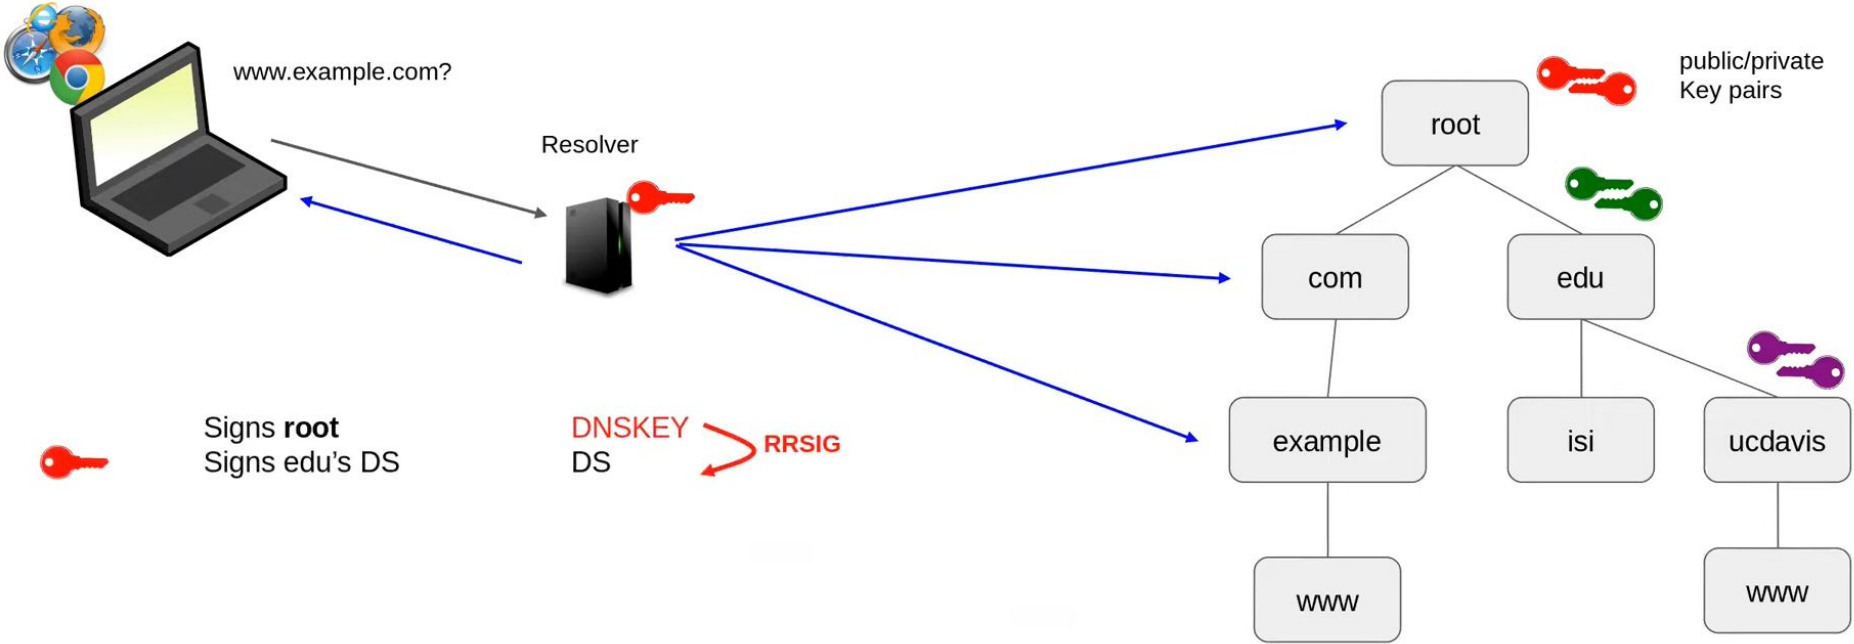 www.example.com?
Resolver
public/private
Key pairs
root
com
edu
example
isi
ucdavis
www
www
Signs root
Signs edu’s DS
DNSKEY
DS
RRSIG